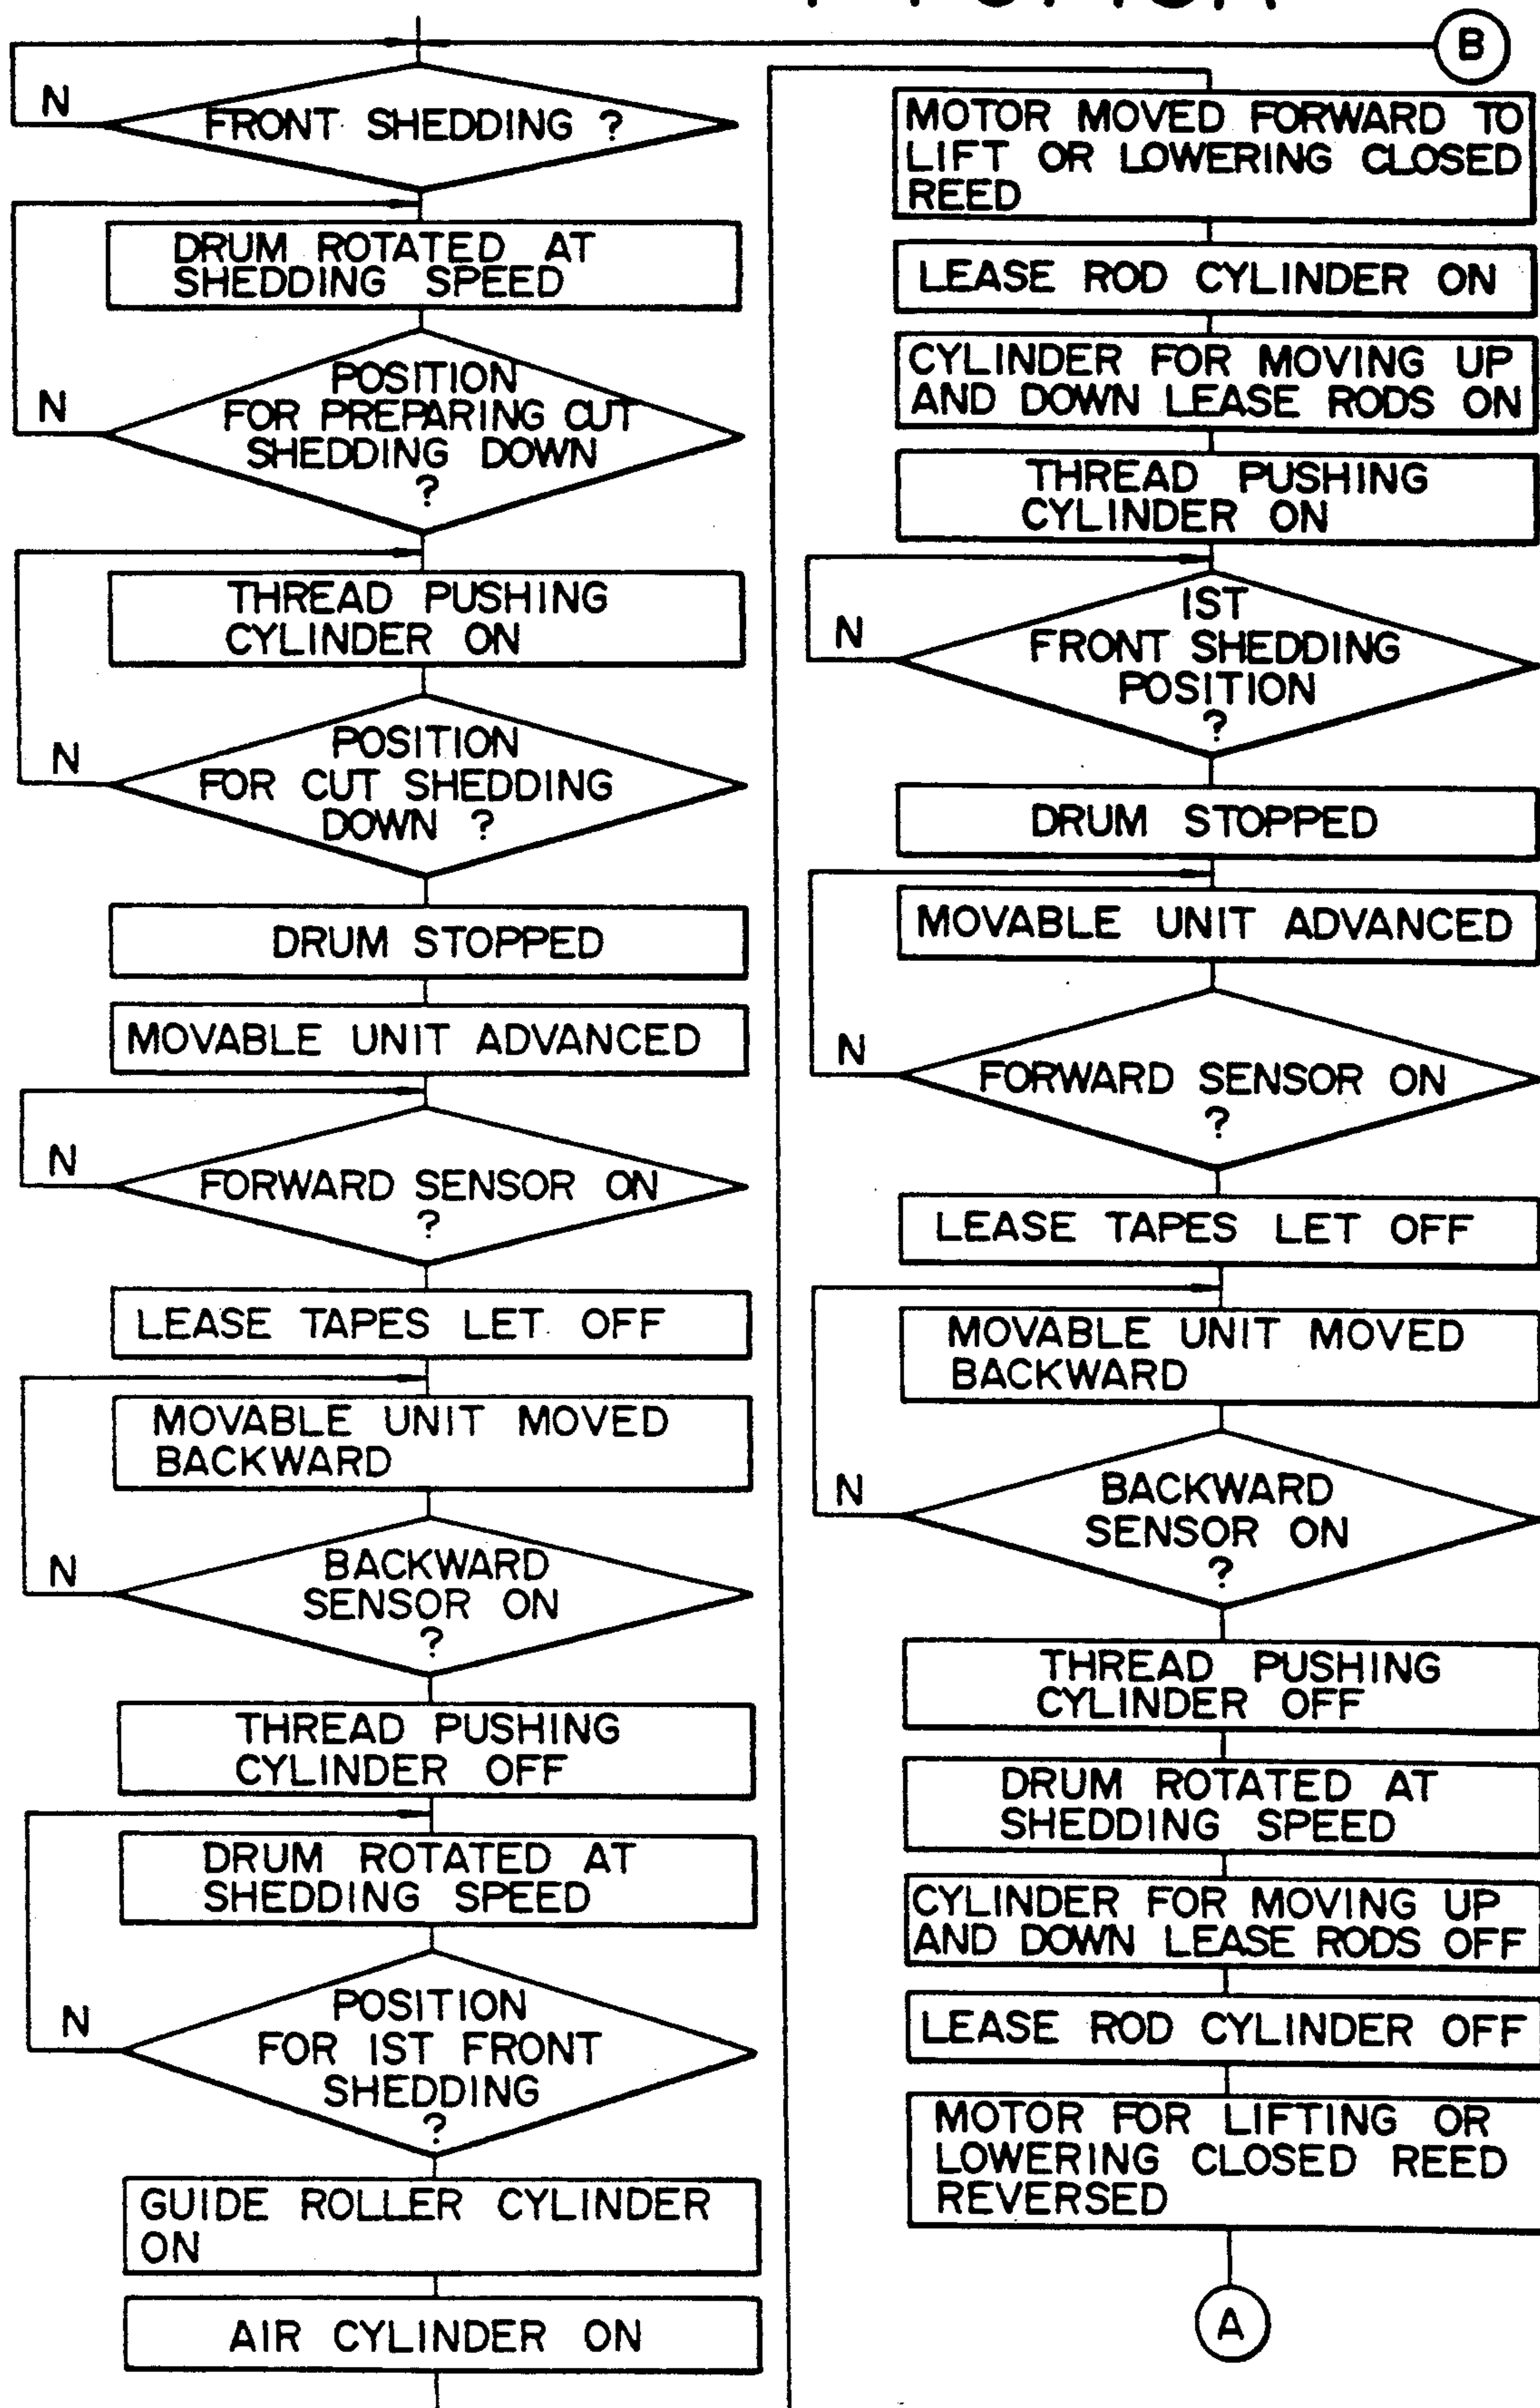 B
N
FRONT SHEDDING ?
DRUM ROTATED AT
SHEDDING SPEED
N
POSITION
FOR PREPARING CUT
SHEDDING DOWN
?
THREAD PUSHING
CYLINDER ON
N
POSITION
FOR CUT SHEDDING
DOWN ?
DRUM STOPPED
MOVABLE UNIT ADVANCED
N
FORWARD SENSOR ON
?
LEASE TAPES LET OFF
MOVABLE UNIT MOVED
BACKWARD
N
BACKWARD
SENSOR ON
?
THREAD PUSHING
CYLINDER OFF
DRUM ROTATED AT
SHEDDING SPEED
N
POSITION
FOR IST FRONT
SHEDDING
?
GUIDE ROLLER CYLINDER
ON
AIR CYLINDER ON
MOTOR MOVED FORWARD TO
LIFT OR LOWERING CLOSED
REED
LEASE ROD CYLINDER ON
CYLINDER FOR MOVING UP
AND DOWN LEASE RODS ON
THREAD PUSHING
CYLINDER ON
N
IST
FRONT SHEDDING
POSITION
?
DRUM STOPPED
MOVABLE UNIT ADVANCED
N
FORWARD SENSOR ON
?
LEASE TAPES LET OFF
MOVABLE UNIT MOVED
BACKWARD
N
BACKWARD
SENSOR ON
?
THREAD PUSHING
CYLINDER OFF
DRUM ROTATED AT
SHEDDING SPEED
CYLINDER FOR MOVING UP
AND DOWN LEASE RODS OFF
LEASE ROD CYLINDER OFF
MOTOR FOR LIFTING OR
LOWERING CLOSED REED
REVERSED
A